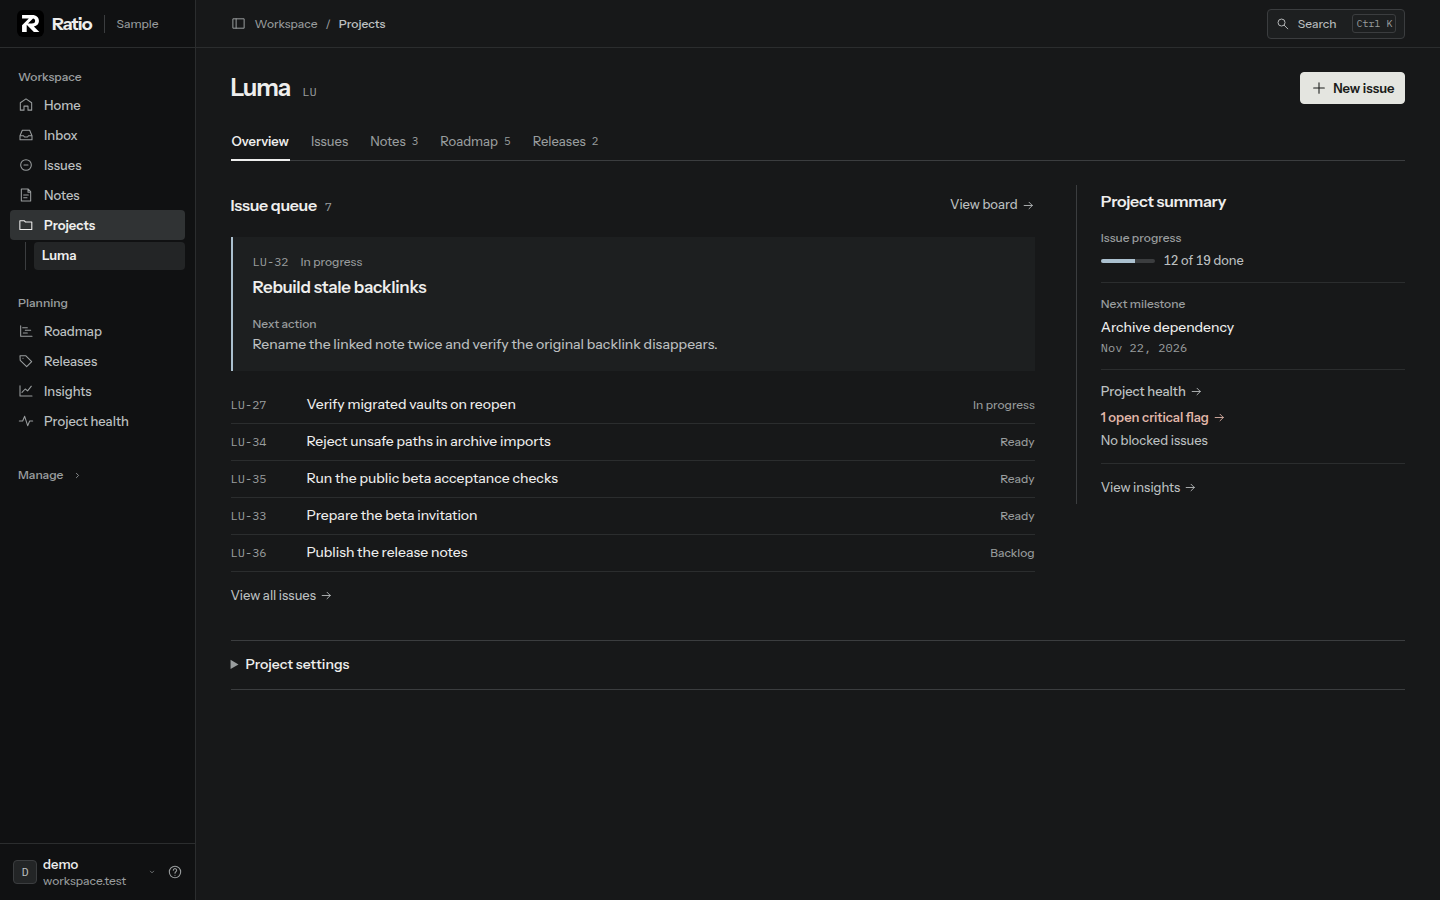 Ratio Sample
Workspace
Home
Inbox
Issues
Notes
Projects
Luma
Planning
Roadmap
Releases
Insights
Project health
Manage
D
demo
workspace.test
Workspace / Projects
Search Ctrl K
Luma LU
New issue
Overview Issues Notes 3 Roadmap 5 Releases 2
Issue queue 7
View board →
LU-32 In progress
Rebuild stale backlinks
Next action
Rename the linked note twice and verify the original backlink disappears.
LU-27 Verify migrated vaults on reopen In progress
LU-34 Reject unsafe paths in archive imports Ready
LU-35 Run the public beta acceptance checks Ready
LU-33 Prepare the beta invitation Ready
LU-36 Publish the release notes Backlog
View all issues →
Project summary
Issue progress
12 of 19 done
Next milestone
Archive dependency
Nov 22, 2026
Project health →
1 open critical flag →
No blocked issues
View insights →
Project settings